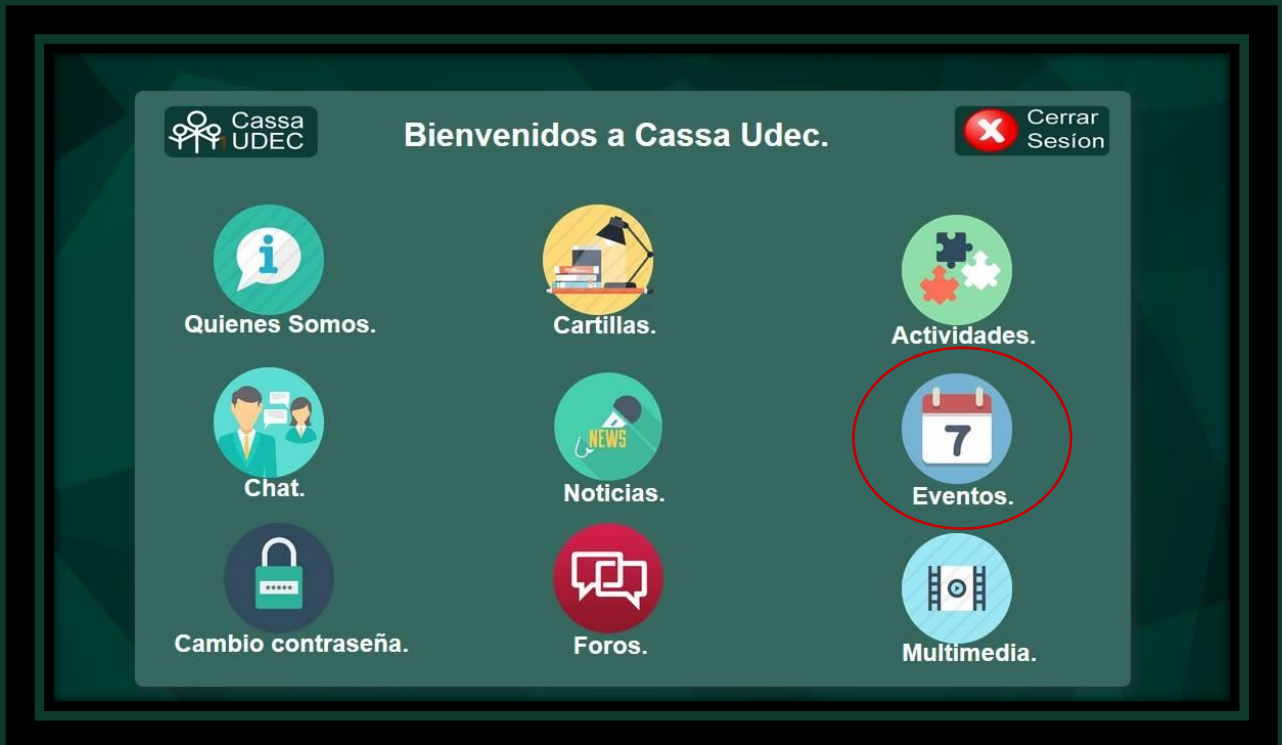 Cassa
UDEC
Bienvenidos a Cassa Udec.
Cerrar
Sesíon
Quienes Somos.
Cartillas.
Actividades.
Chat.
NEWS
Noticias.
7
Eventos.
*****
Cambio contraseña.
Foros.
Multimedia.